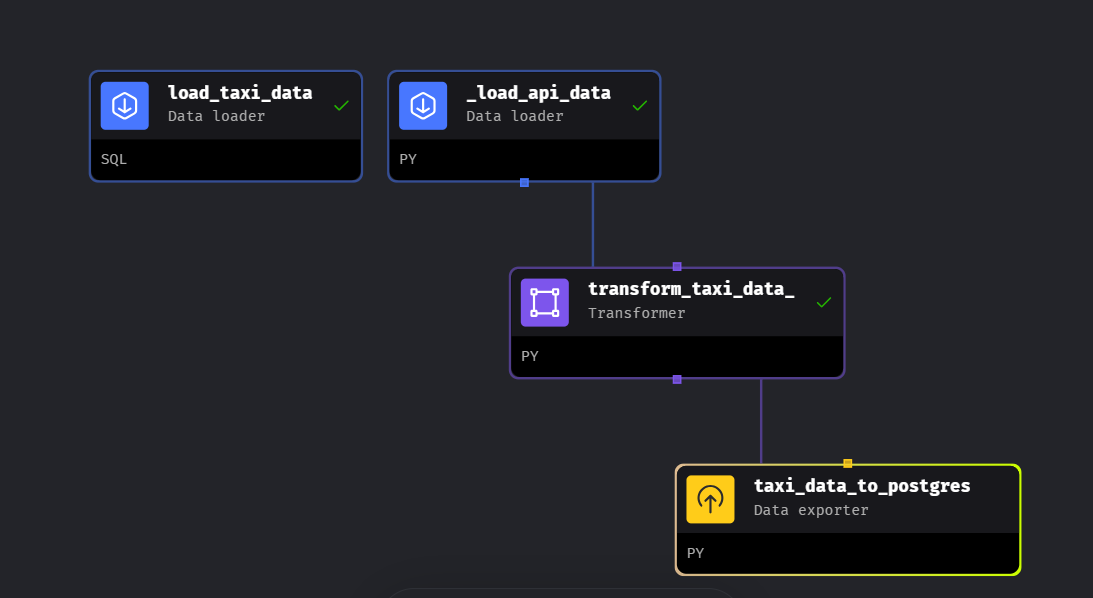 load_taxi_data
Data loader
SQL
_load_api_data
Data loader
PY
transform_taxi_data_
Transformer
PY
taxi_data_to_postgres
Data exporter
PY